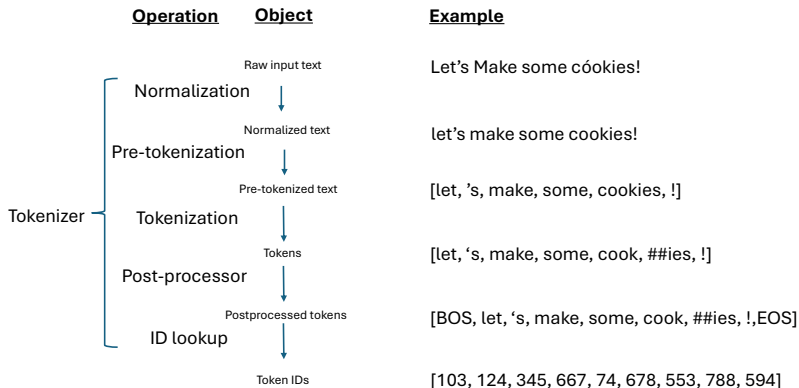 Operation Object Example
Raw input text Let’s Make some cóokies!
Normalization
Normalized text let’s make some cookies!
Pre-tokenization
Pre-tokenized text [let, ’s, make, some, cookies, !]
Tokenizer
Tokenization
Tokens [let, ‘s, make, some, cook, ##ies, !]
Post-processor
Postprocessed tokens [BOS, let, ‘s, make, some, cook, ##ies, !,EOS]
ID lookup
Token IDs [103, 124, 345, 667, 74, 678, 553, 788, 594]